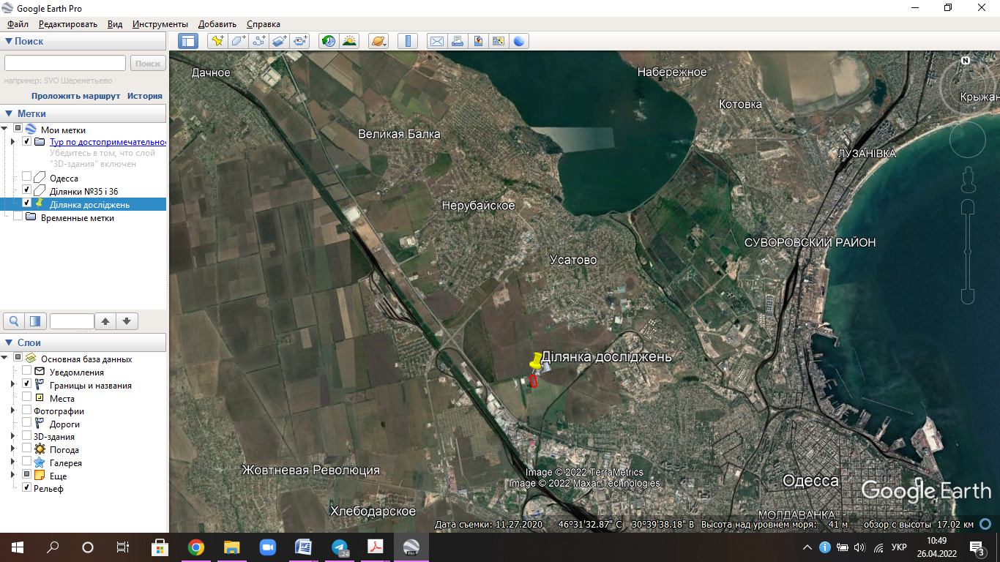 Google Earth Pro
Файл Редактировать Вид Инструменты Добавить Справка
Поиск
Поиск
например: SVO Шереметьево
Проложить маршрут История
Метки
Мои метки
Тур по достопримечательно
Убедитесь в том, что слой
"3D-здания" включен
Одесса
Ділянки №35 і 36
Ділянка досліджень
Временные метки
Слои
Основная база данных
Уведомления
Границы и названия
Места
Фотографии
Дороги
3D-здания
Погода
Галерея
Еще
Рельеф
Дачное
Набережное
N
Крыжан
Котовка
Великая Балка
ЛУЗАНІВКА
Нерубайское
СУВОРОВСКИЙ РАЙОН
Усатово
Ділянка досліджень
Жовтневая Революция
Image © 2022 TerraMetrics
Image © 2022 Maxar Technologies
Одесса
Google Earth
Хлебодарское
МОЛДАВАНКА
Дата съемки: 11.27.2020 46°31'32.87" С 30°39'38.18" В Высота над уровнем моря: 41 м обзор с высоты 17.02 км
.24
Pro
УКР
10:49
26.04.2022
3